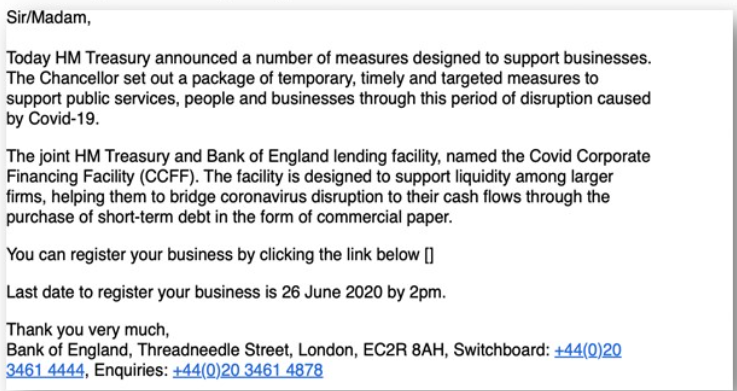 Sir/Madam,
Today HM Treasury announced a number of measures designed to support businesses.
The Chancellor set out a package of temporary, timely and targeted measures to
support public services, people and businesses through this period of disruption caused
by Covid-19.
The joint HM Treasury and Bank of England lending facility, named the Covid Corporate
Financing Facility (CCFF). The facility is designed to support liquidity among larger
firms, helping them to bridge coronavirus disruption to their cash flows through the
purchase of short-term debt in the form of commercial paper.
You can register your business by clicking the link below []
Last date to register your business is 26 June 2020 by 2pm.
Thank you very much,
Bank of England, Threadneedle Street, London, EC2R 8AH, Switchboard: +44(0)20
3461 4444, Enquiries: +44(0)20 3461 4878